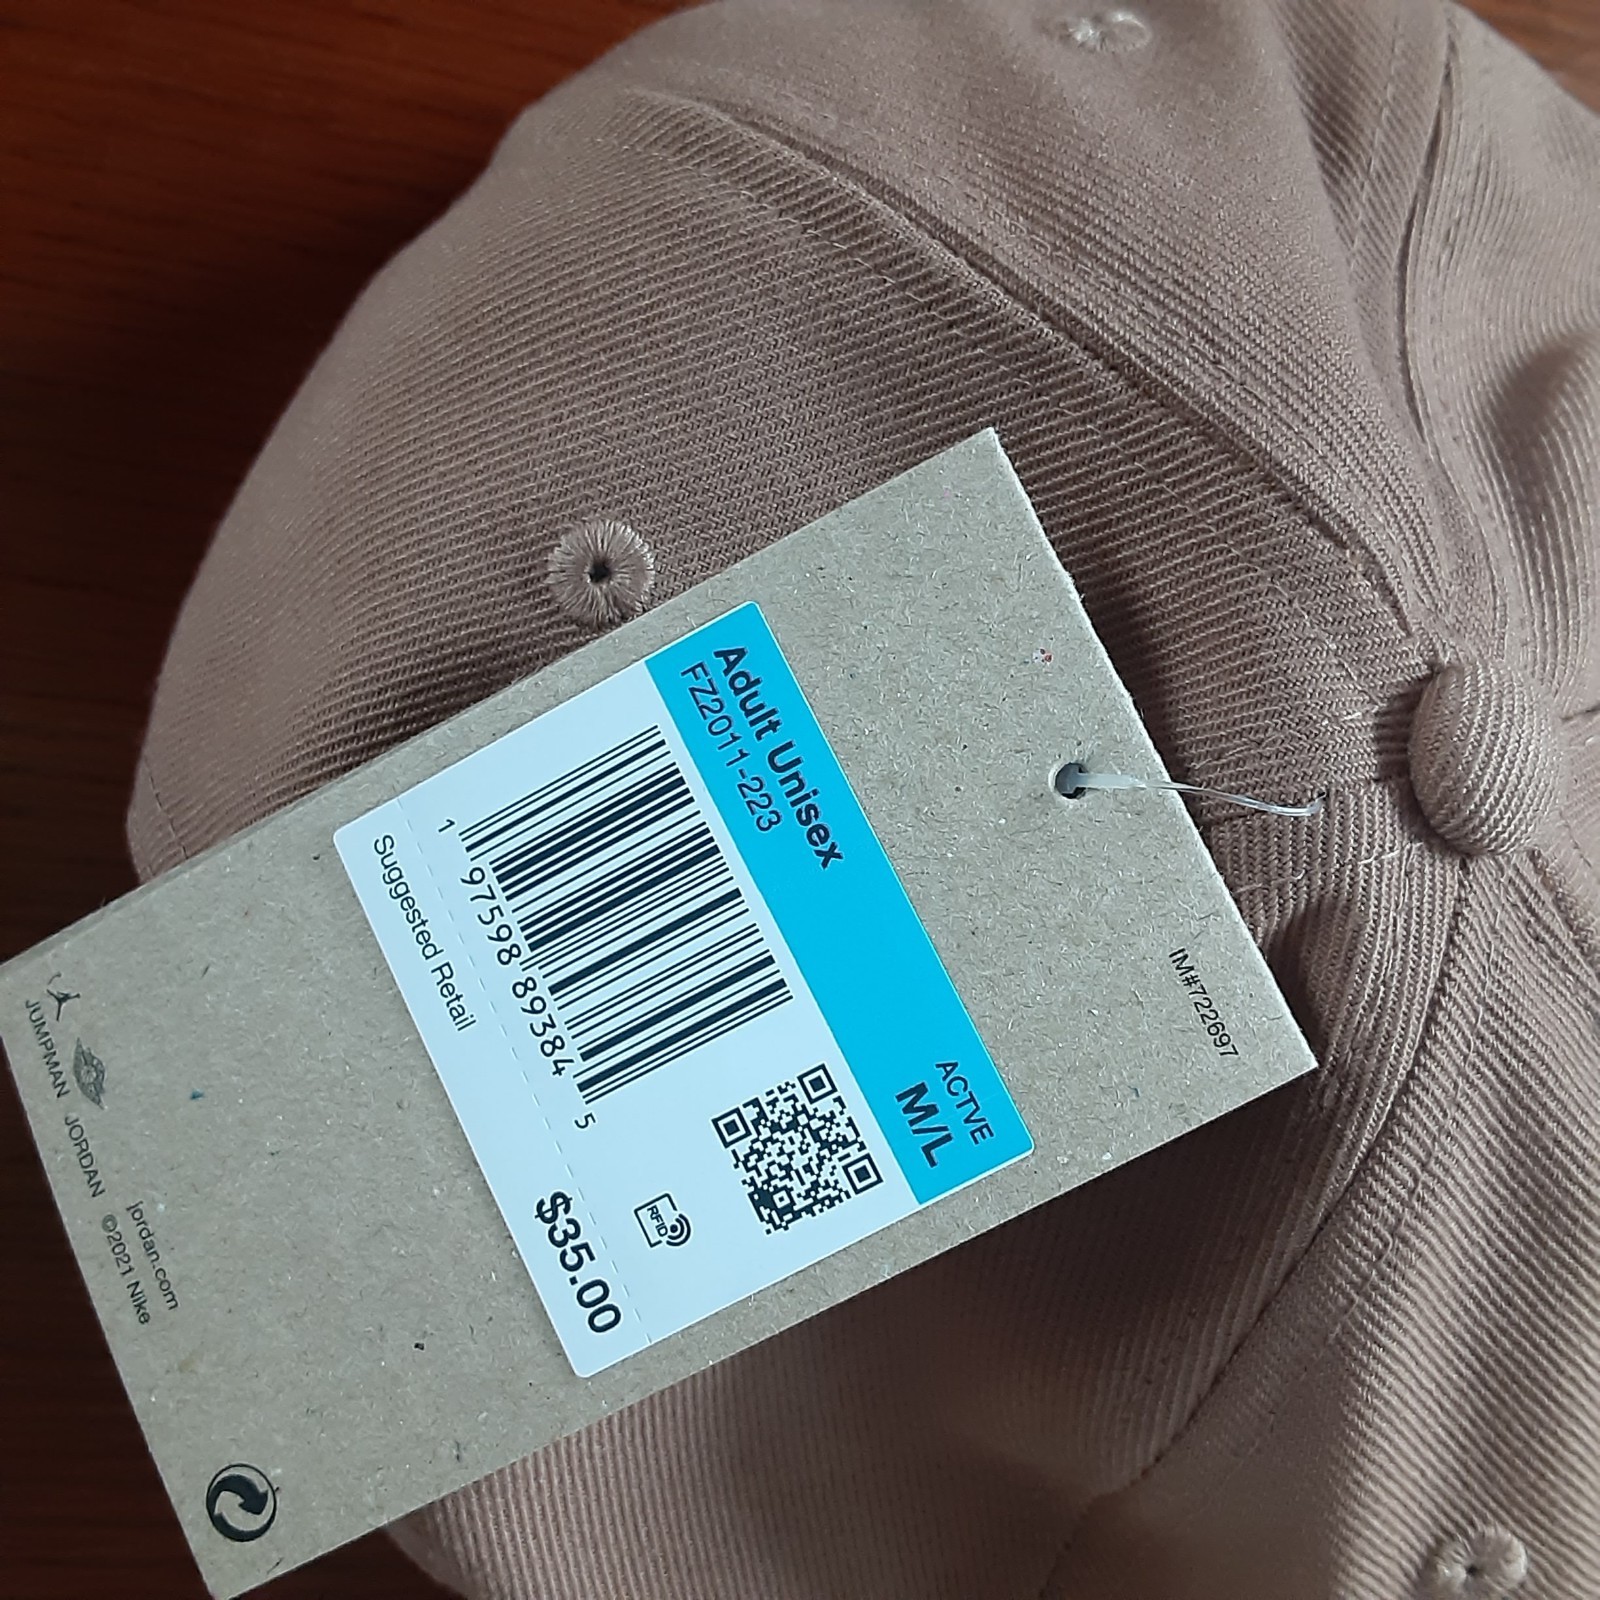 IM#722697
Adult Unisex
ACTVE
FZ2011-223
M/L
1 97598 89384 5
RFID
Suggested Retail
$35.00
JUMPMAN JORDAN ©2021 Nike
jordan.com